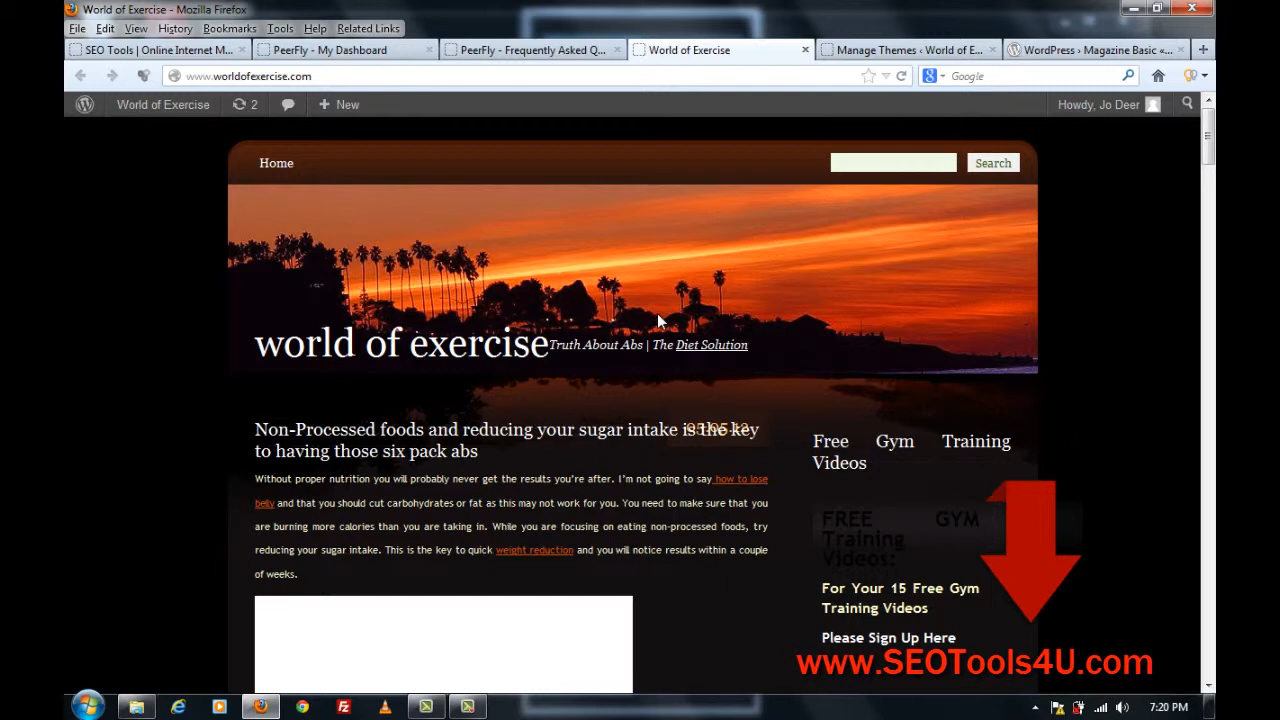 World of Exercise - Mozilla Firefox
File Edit View History Bookmarks Tools Help Related Links
SEO Tools | Online Internet M...
PeerFly - My Dashboard
PeerFly - Frequently Asked Q...
World of Exercise
Manage Themes ‹ World of E...
WordPress › Magazine Basic «...
www.worldofexercise.com
Google
World of Exercise 2 New
Howdy, Jo Deer
Home
Search
world of exercise
Truth About Abs | The Diet Solution
Non-Processed foods and reducing your sugar intake is the key
to having those six pack abs
Without proper nutrition you will probably never get the results you're after. I'm not going to say how to lose
belly and that you should cut carbohydrates or fat as this may not work for you. You need to make sure that you
are burning more calories than you are taking in. While you are focusing on eating non-processed foods, try
reducing your sugar intake. This is the key to quick weight reduction and you will notice results within a couple
of weeks.
Free Gym Training
Videos
FREE GYM
Training
Videos:
For Your 15 Free Gym
Training Videos
Please Sign Up Here
www.SEOTools4U.com
7:20 PM